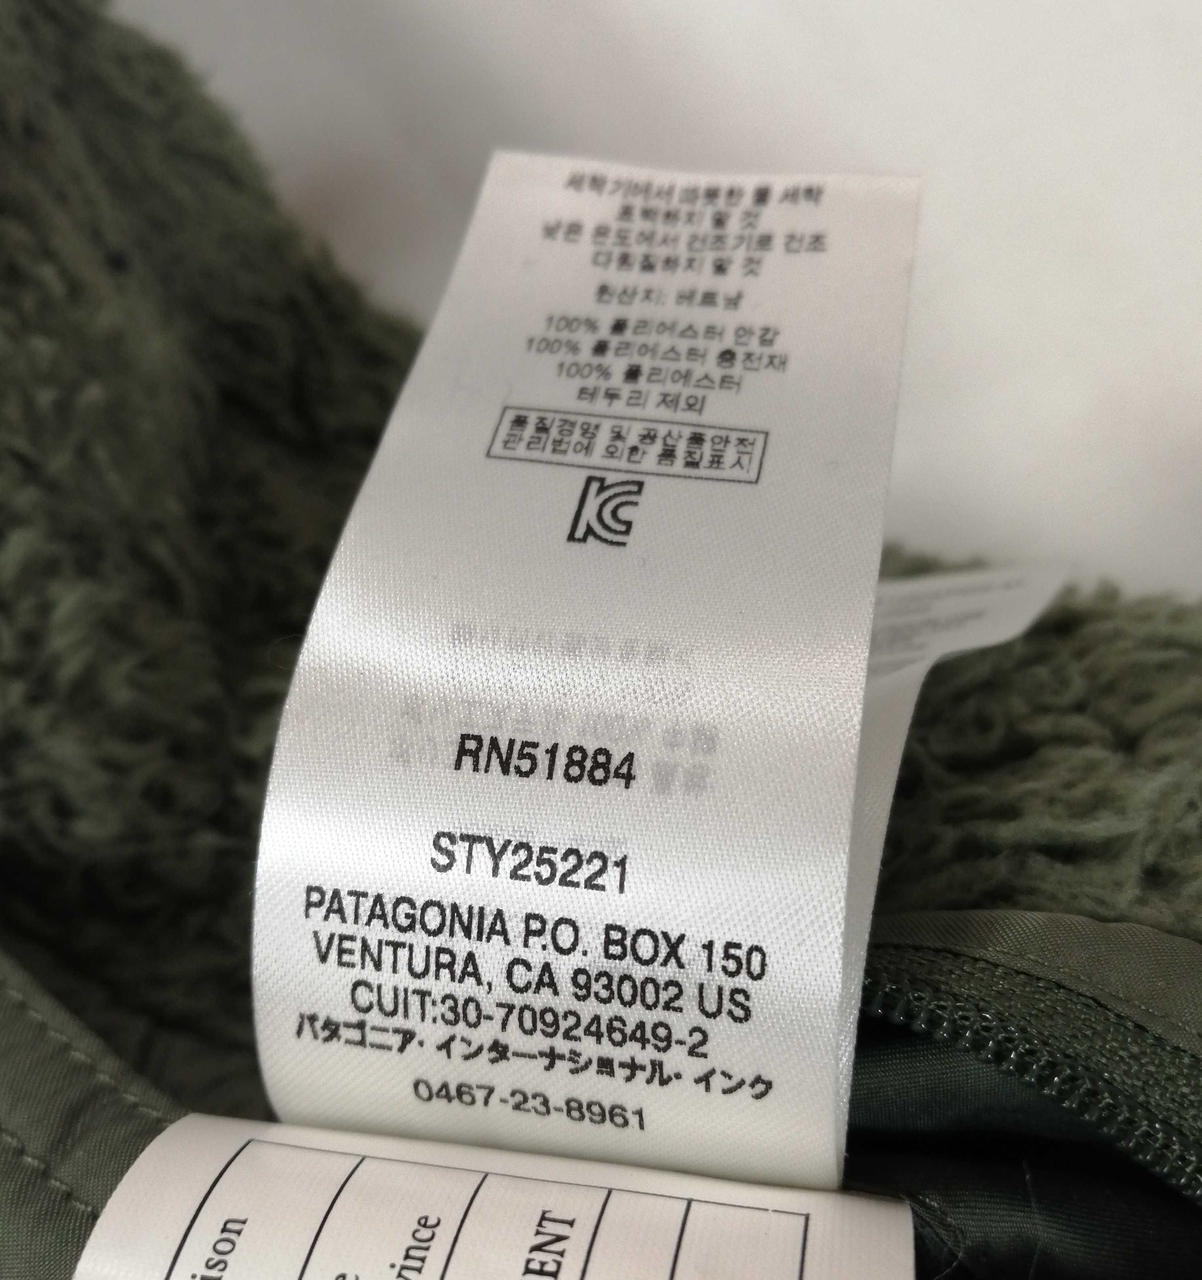 세탁기에서 따뜻한 물 세탁
표백하지 말 것
낮은 온도에서 건조기로 건조
다림질하지 말 것
원산지: 베트남
100% 폴리에스터 안감
100% 폴리에스터 충전재
100% 폴리에스터
테두리 제외
품질경영 및 공산품안전
관리법에 의한 품질표시
KC
RN51884
STY25221
PATAGONIA P.O. BOX 150
VENTURA, CA 93002 US
CUIT:30-70924649-2
パタゴニア・インターナショナル・インク
0467-23-8961
ison
vince
ENT